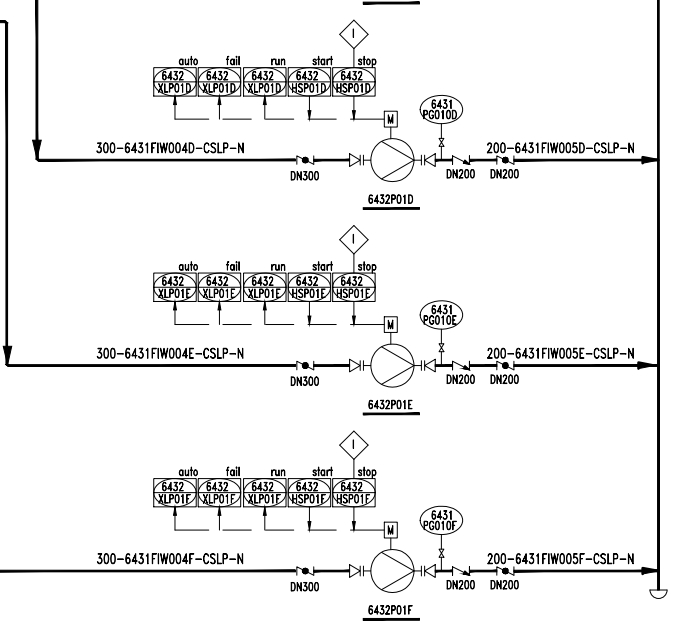 I
auto fail run start stop
6432 6432 6432 6432 6432
XLP01D XLP01D XLP01D HSP01D HSP01D
6431
PG010D
M
300-6431FIW004D-CSLP-N 200-6431FIW005D-CSLP-N
DN300 DN200 DN200
6432P01D
I
auto fail run start stop
6432 6432 6432 6432 6432
XLP01E XLP01E XLP01E HSP01E HSP01E
6431
PG010E
M
300-6431FIW004E-CSLP-N 200-6431FIW005E-CSLP-N
DN300 DN200 DN200
6432P01E
I
auto fail run start stop
6432 6432 6432 6432 6432
XLP01F XLP01F XLP01F HSP01F HSP01F
6431
PG010F
M
300-6431FIW004F-CSLP-N 200-6431FIW005F-CSLP-N
DN300 DN200 DN200
6432P01F